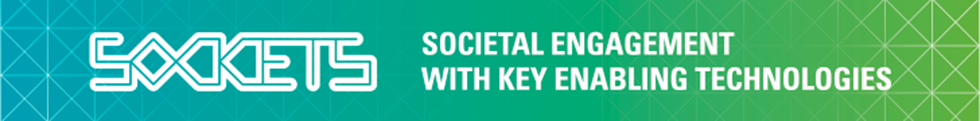 SOCKETS
SOCIETAL ENGAGEMENT
WITH KEY ENABLING TECHNOLOGIES